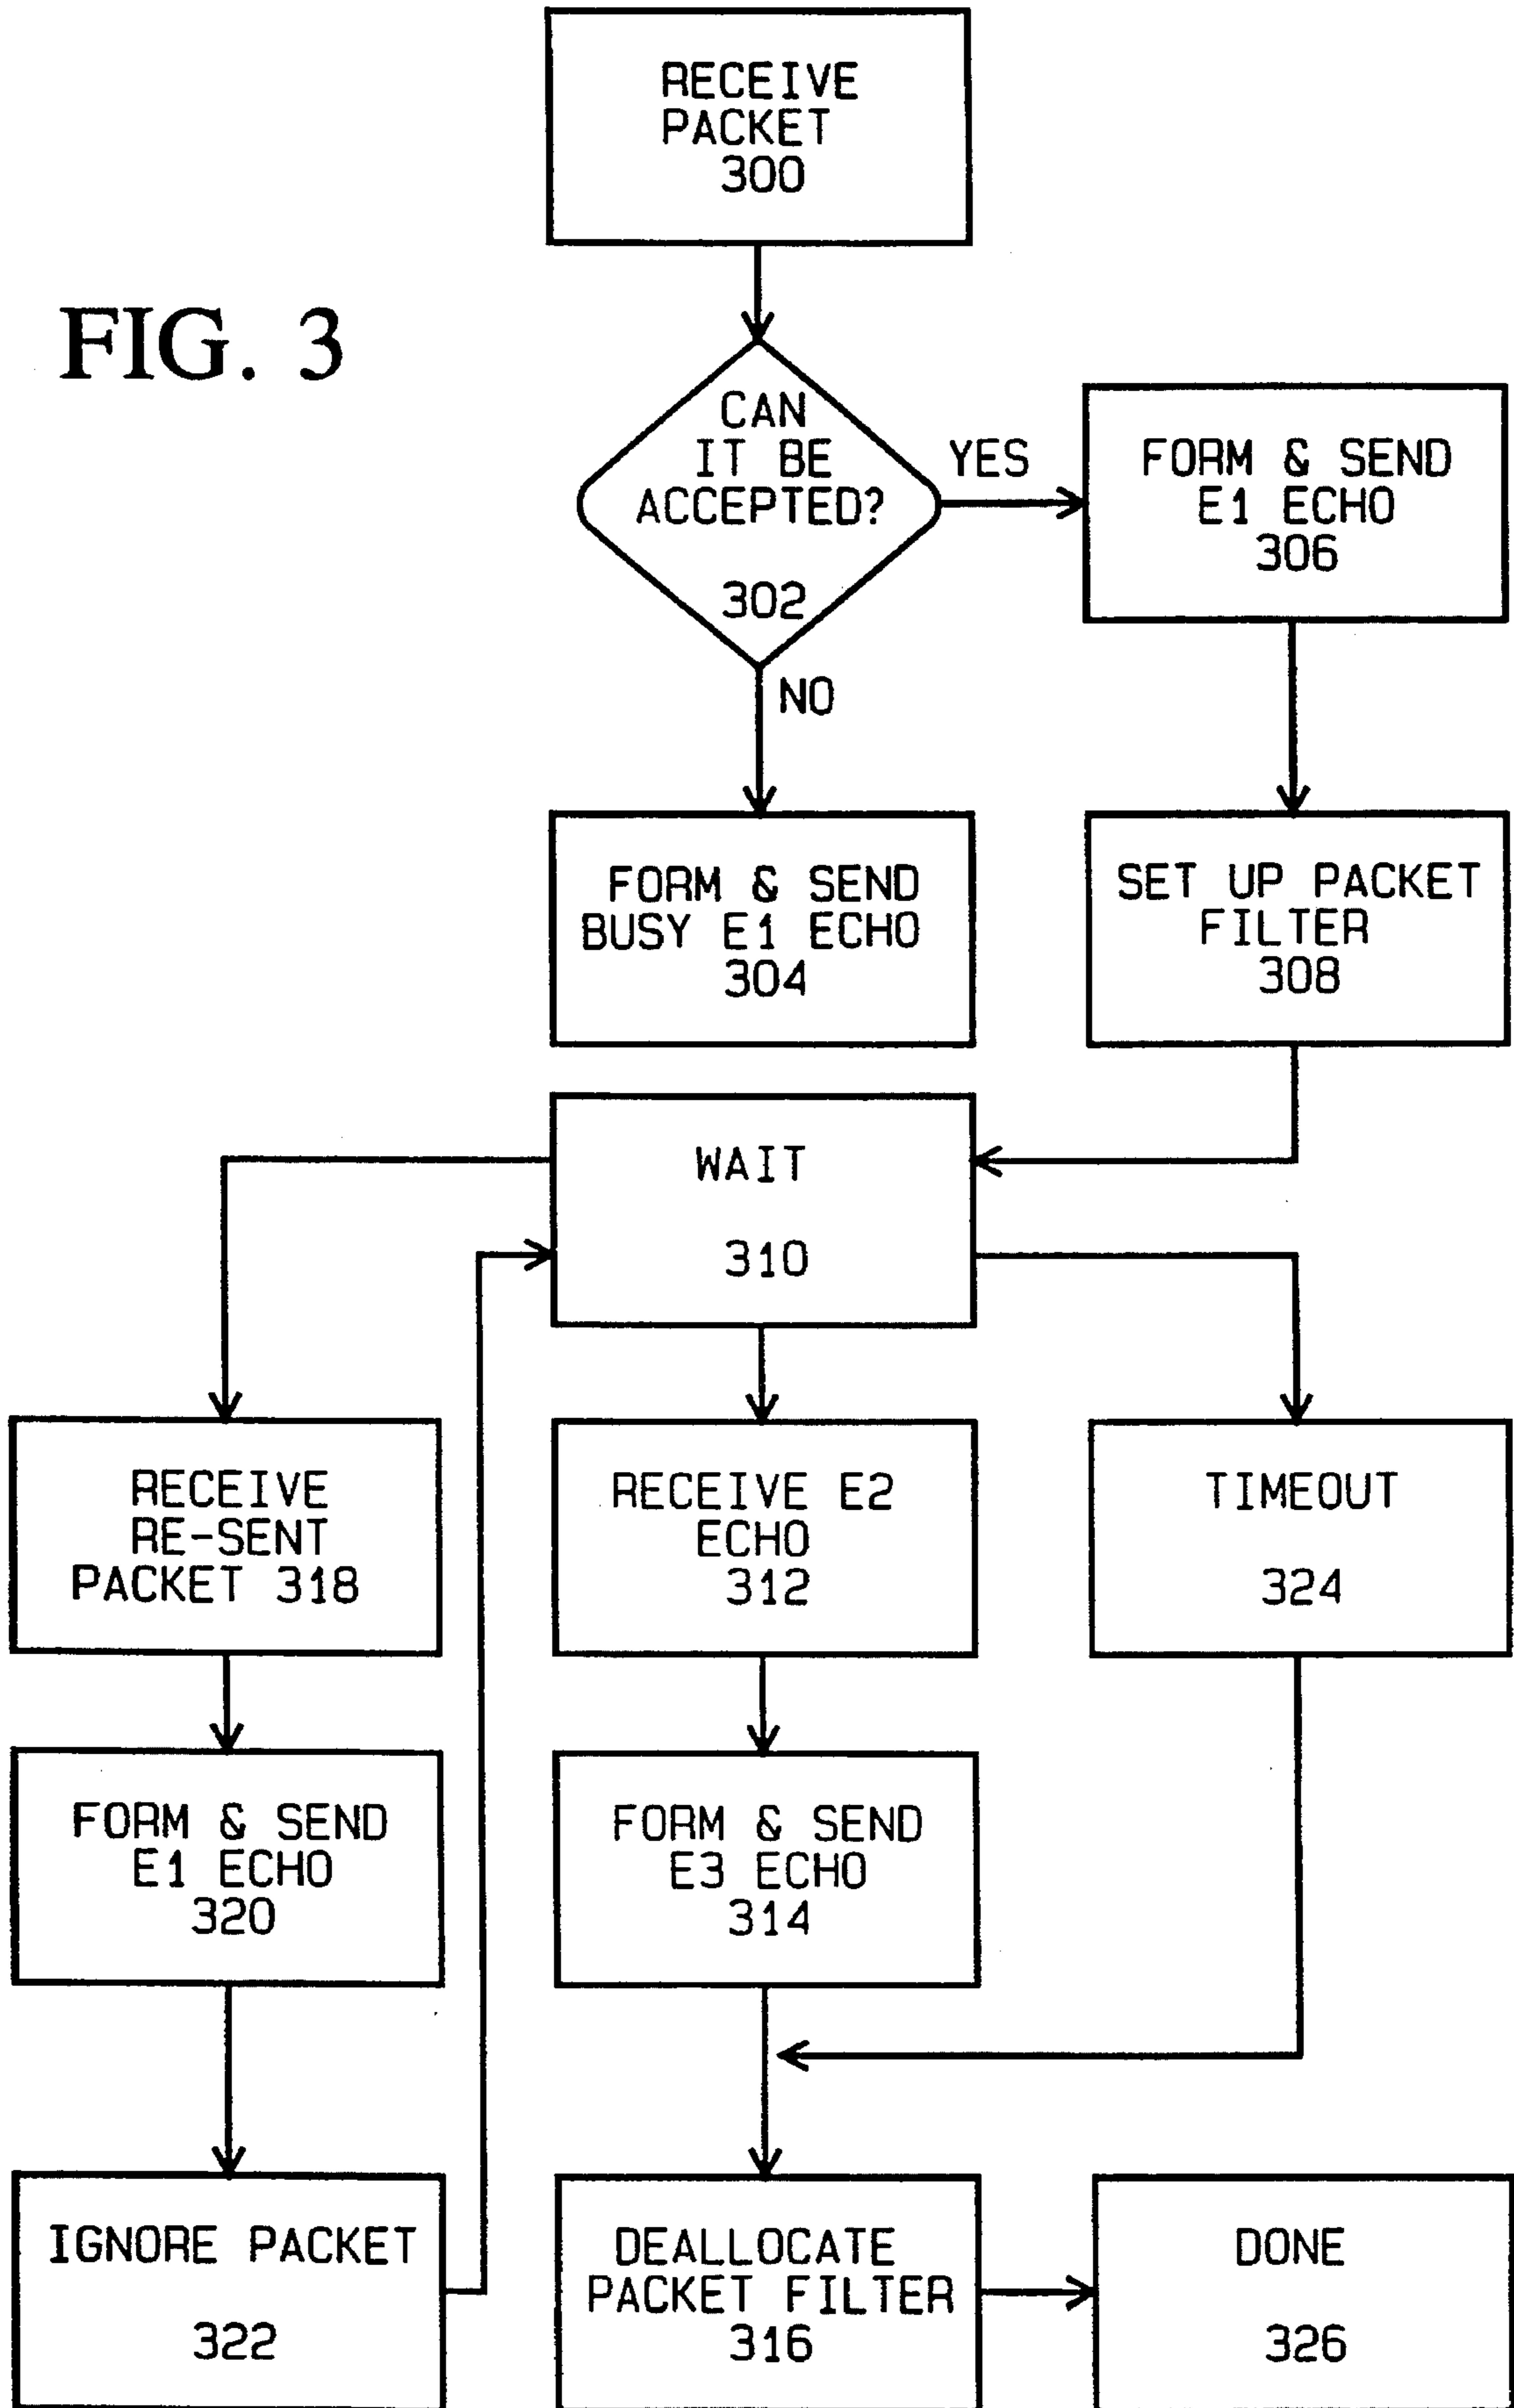 RECEIVE
PACKET
300
FIG. 3
CAN
IT BE
ACCEPTED?
302
YES
FORM & SEND
E1 ECHO
306
NO
FORM & SEND
BUSY E1 ECHO
304
SET UP PACKET
FILTER
308
WAIT
310
RECEIVE
RE-SENT
PACKET 318
RECEIVE E2
ECHO
312
TIMEOUT
324
FORM & SEND
E1 ECHO
320
FORM & SEND
E3 ECHO
314
IGNORE PACKET
322
DEALLOCATE
PACKET FILTER
316
DONE
326